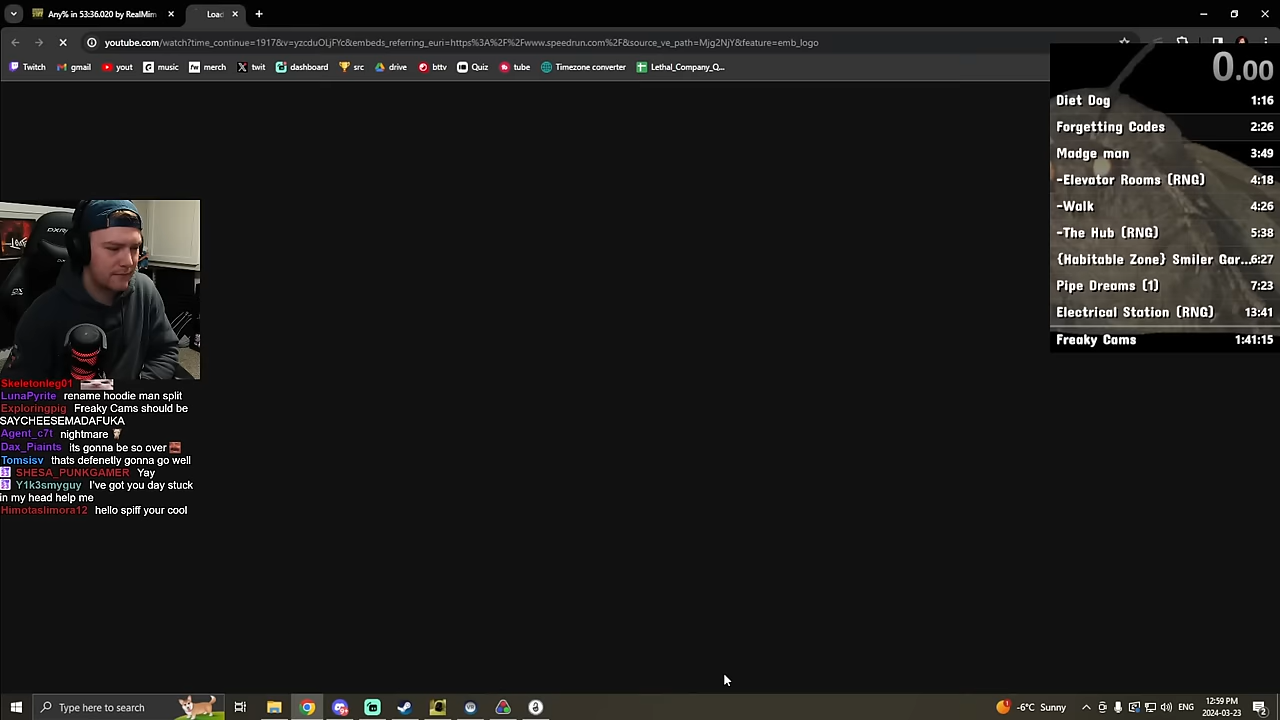 Any% in 53:36.020 by RealMim
Load
youtube.com/watch?time_continue=1917&v=yzcduOLjFYc&embeds_referring_euri=https%3A%2F%2Fwww.speedrun.com%2F&source_ve_path=Mjg2NjY&feature=emb_logo
Twitch gmail yout music merch twit dashboard src drive bttv Quiz tube Timezone converter Lethal_Company_Q...
0.00
Diet Dog 1:16
Forgetting Codes 2:26
Madge man 3:49
-Elevator Rooms (RNG) 4:18
-Walk 4:26
-The Hub (RNG) 5:38
{Habitable Zone} Smiler Gar...6:27
Pipe Dreams (1) 7:23
Electrical Station (RNG) 13:41
Freaky Cams 1:41:15
Skeletonleg01
LunaPyrite rename hoodie man split
Exploringpig Freaky Cams should be
SAYCHEESEMADAFUKA
Agent_c7t nightmare
Dax_Piaints its gonna be so over
Tomsisv thats defenetly gonna go well
SHESA_PUNKGAMER Yay
Y1k3smyguy I've got you day stuck
in my head help me
Himotaslimora12 hello spiff your cool
Type here to search
-6°C Sunny
ENG
12:59 PM
2024-03-23